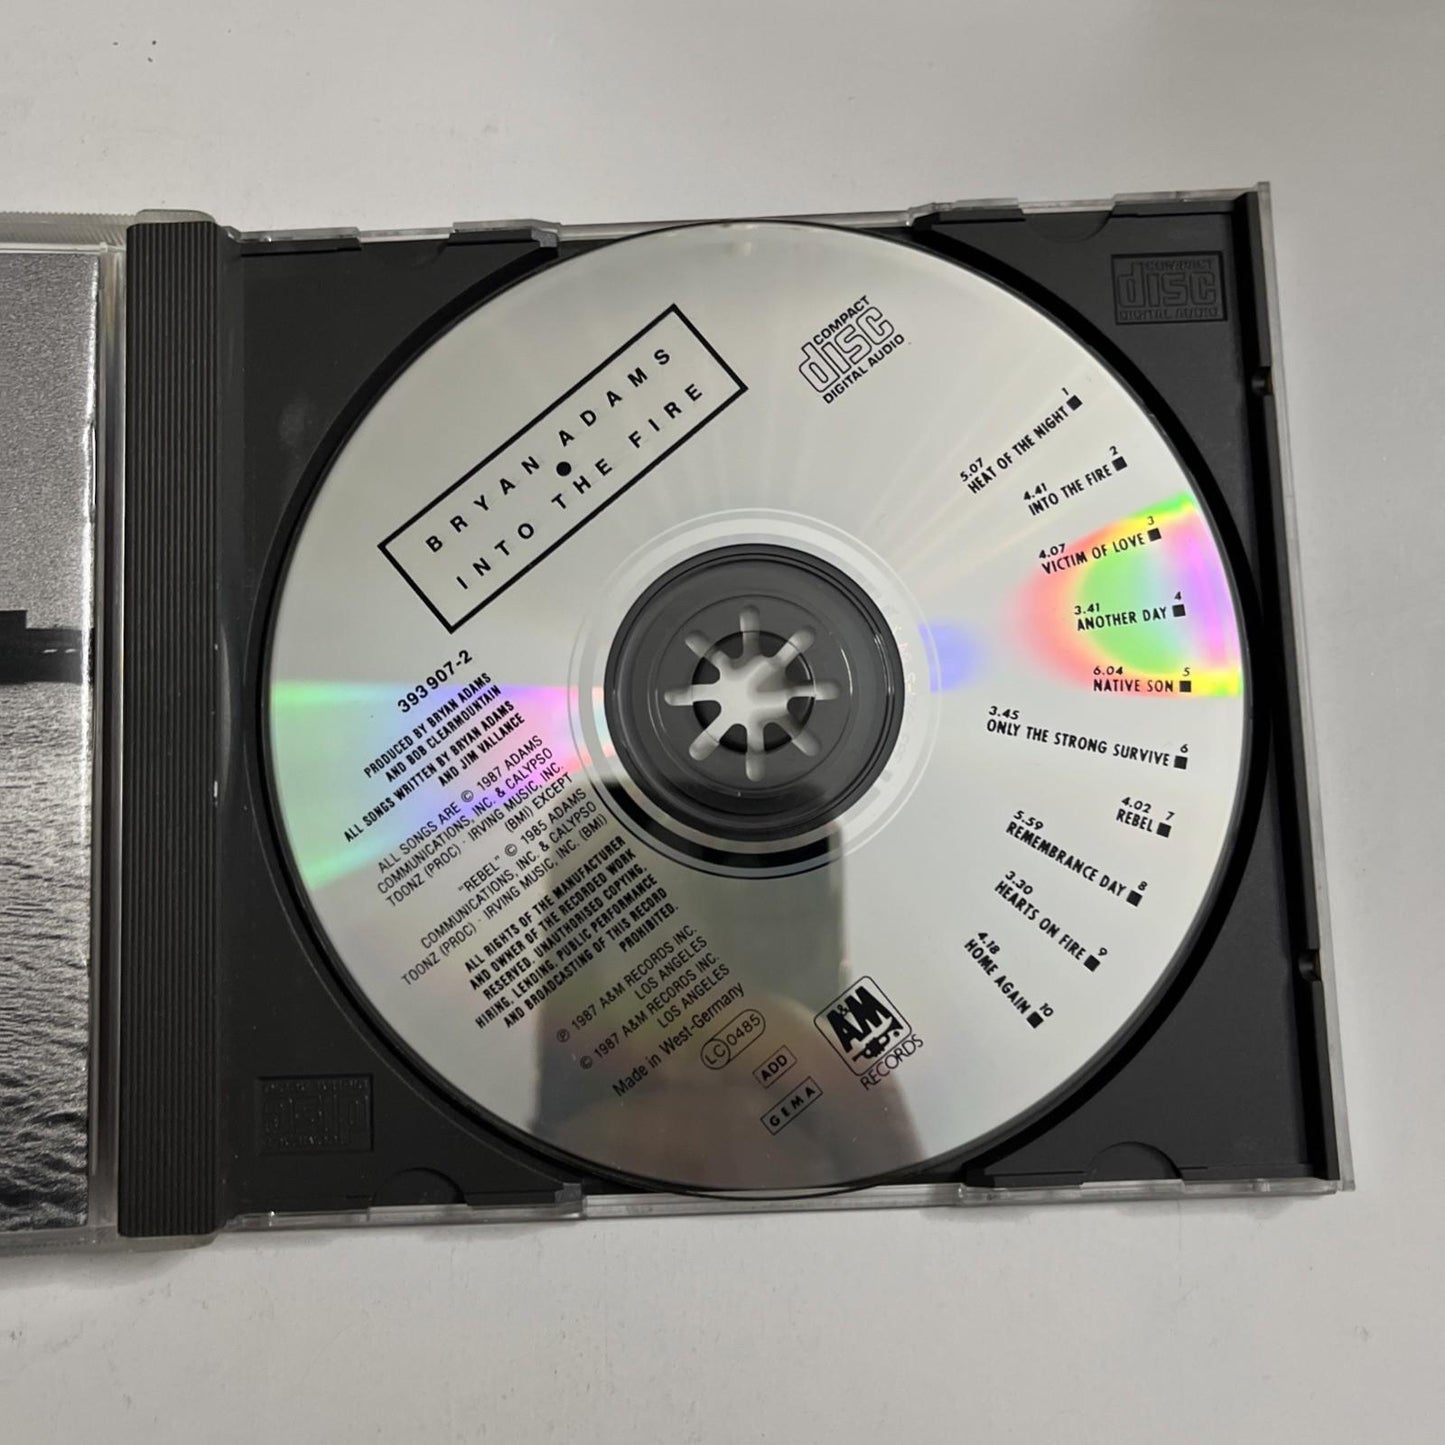 BRYAN ADAMS
INTO THE FIRE
COMPACT
disc
DIGITAL AUDIO
COMPACT
disc
DIGITAL AUDIO
1
5.07
HEAT OF THE NIGHT
2
4.41
INTO THE FIRE
3
4.07
VICTIM OF LOVE
4
3.41
ANOTHER DAY
5
6.04
NATIVE SON
3.45
6
ONLY THE STRONG SURVIVE
4.02
7
REBEL
5.59
8
REMEMBRANCE DAY
3.30
9
HEARTS ON FIRE
4.18
10
HOME AGAIN
393 907-2
PRODUCED BY BRYAN ADAMS
AND BOB CLEARMOUNTAIN
ALL SONGS WRITTEN BY BRYAN ADAMS
AND JIM VALLANCE
ALL SONGS ARE © 1987 ADAMS
COMMUNICATIONS, INC. & CALYPSO
TOONZ (PROC) - IRVING MUSIC, INC.
(BMI) EXCEPT
"REBEL" © 1985 ADAMS
COMMUNICATIONS, INC. & CALYPSO
TOONZ (PROC) - IRVING MUSIC, INC. (BMI)
ALL RIGHTS OF THE MANUFACTURER
AND OWNER OF THE RECORDED WORK
RESERVED. UNAUTHORISED COPYING,
HIRING, LENDING, PUBLIC PERFORMANCE
AND BROADCASTING OF THIS RECORD
PROHIBITED.
℗ 1987 A&M RECORDS INC.
LOS ANGELES
© 1987 A&M RECORDS INC.
LOS ANGELES
Made in West-Germany
LC 0485
ADD
GEMA
A&M
RECORDS